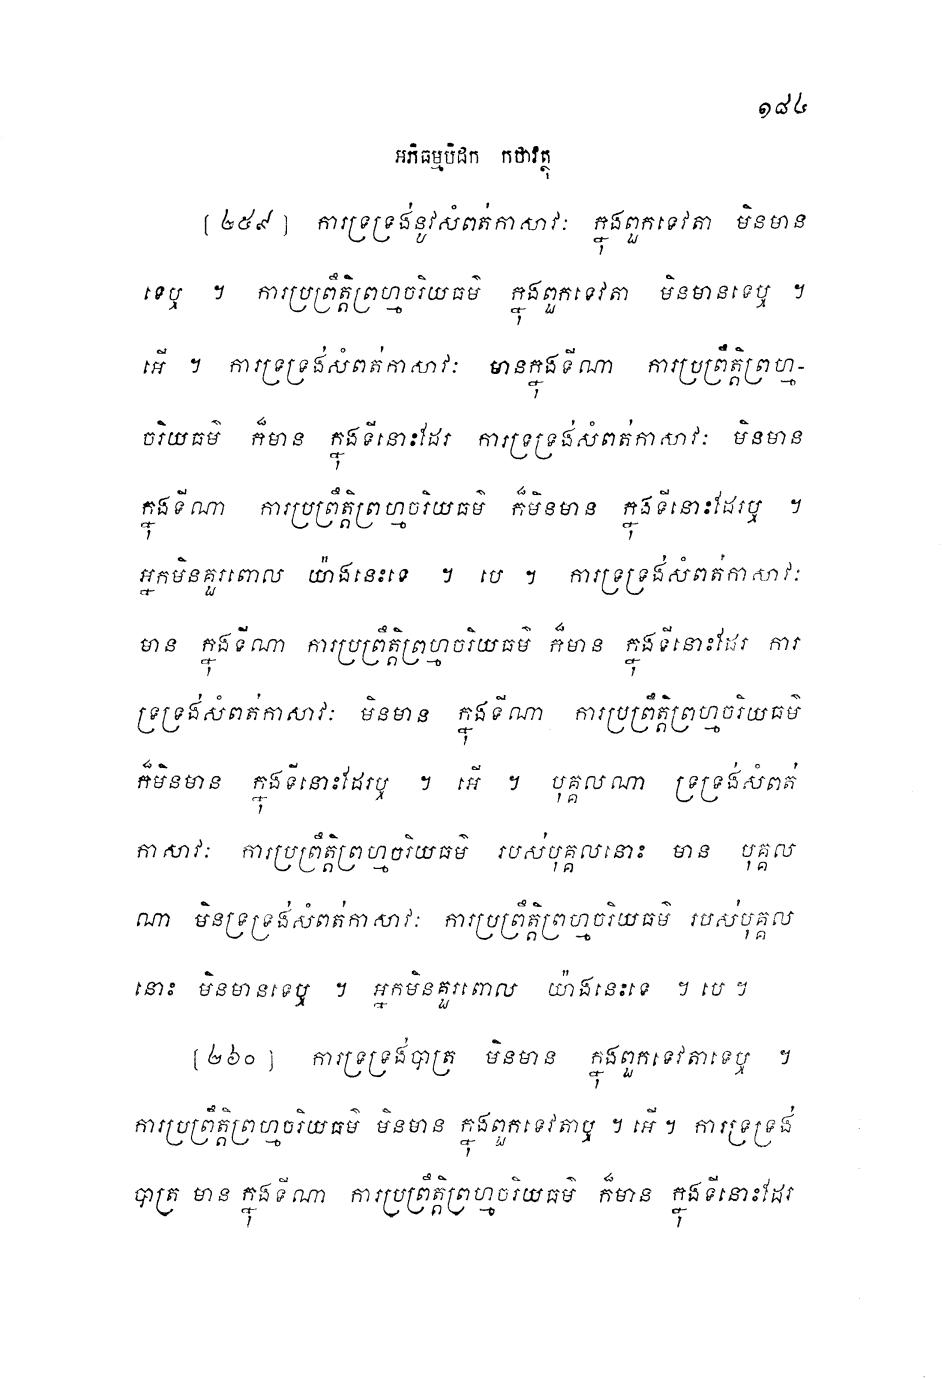 ១៨៤
អភិធម្មបិដក កថាវត្ថុ
[២៥៩] ការទ្រទ្រង់នូវសំពត់កាសាវៈ ក្នុងពួកទេវតា មិនមាន
ទេឬ ។ ការប្រព្រឹត្តិព្រហ្មចរិយធម៌ ក្នុងពួកទេវតា មិនមានទេឬ ។
អើ ។ ការទ្រទ្រង់សំពត់កាសាវៈ មានក្នុងទីណា ការប្រព្រឹត្តិព្រហ្ម-
ចរិយធម៌ ក៏មាន ក្នុងទីនោះដែរ ការទ្រទ្រង់សំពត់កាសាវៈ មិនមាន
ក្នុងទីណា ការប្រព្រឹត្តិព្រហ្មចរិយធម៌ ក៏មិនមាន ក្នុងទីនោះដែរឬ ។
អ្នកមិនគួរពោល យ៉ាងនេះទេ ។ បេ ។ ការទ្រទ្រង់សំពត់កាសាវៈ
មាន ក្នុងទីណា ការប្រព្រឹត្តិព្រហ្មចរិយធម៌ ក៏មាន ក្នុងទីនោះដែរ ការ
ទ្រទ្រង់សំពត់កាសាវៈ មិនមាន ក្នុងទីណា ការប្រព្រឹត្តិព្រហ្មចរិយធម៌
ក៏មិនមាន ក្នុងទីនោះដែរឬ ។ អើ ។ បុគ្គលណា ទ្រទ្រង់សំពត់
កាសាវៈ ការប្រព្រឹត្តិព្រហ្មចរិយធម៌ របស់បុគ្គលនោះ មាន បុគ្គល
ណា មិនទ្រទ្រង់សំពត់កាសាវៈ ការប្រព្រឹត្តិព្រហ្មចរិយធម៌ របស់បុគ្គល
នោះ មិនមានទេឬ ។ អ្នកមិនគួរពោល យ៉ាងនេះទេ ។ បេ ។
[២៦០] ការទ្រទ្រង់បាត្រ មិនមាន ក្នុងពួកទេវតាទេឬ ។
ការប្រព្រឹត្តិព្រហ្មចរិយធម៌ មិនមាន ក្នុងពួកទេវតាឬ ។ អើ ។ ការទ្រទ្រង់
បាត្រ មាន ក្នុងទីណា ការប្រព្រឹត្តិព្រហ្មចរិយធម៌ ក៏មាន ក្នុងទីនោះដែរ